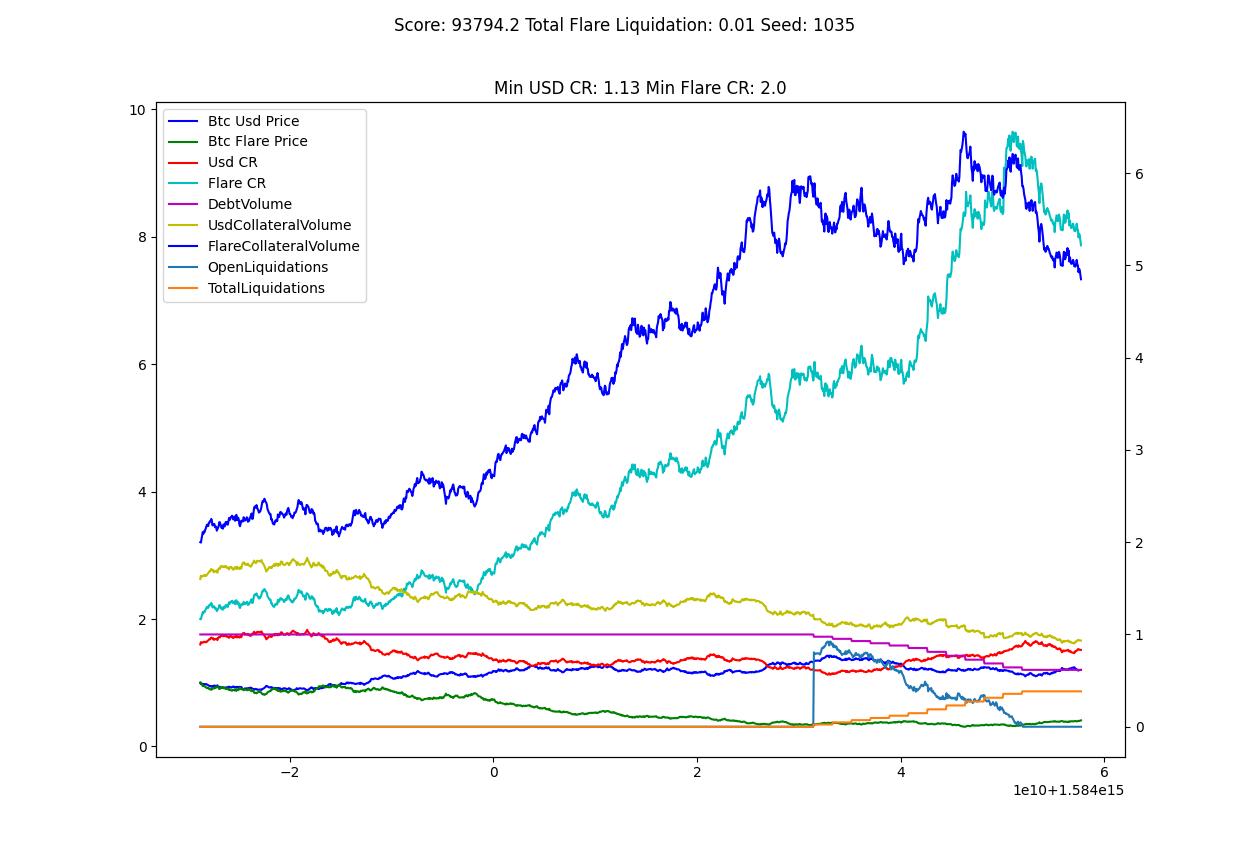 Score: 93794.2 Total Flare Liquidation: 0.01 Seed: 1035
Min USD CR: 1.13 Min Flare CR: 2.0
Btc Usd Price
Btc Flare Price
Usd CR
Flare CR
DebtVolume
UsdCollateralVolume
FlareCollateralVolume
OpenLiquidations
TotalLiquidations
10
8
6
4
2
0
6
5
4
3
2
1
0
−2 0 2 4 6
1e10+1.584e15